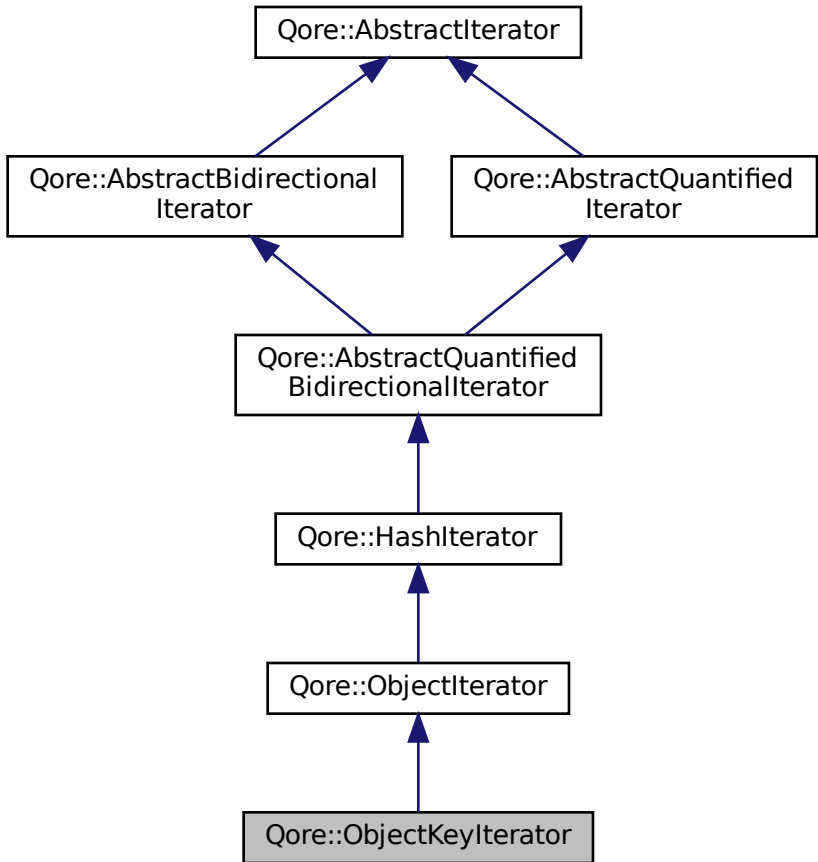 Qore::AbstractIterator
Qore::AbstractBidirectional
Iterator
Qore::AbstractQuantified
Iterator
Qore::AbstractQuantified
BidirectionalIterator
Qore::HashIterator
Qore::ObjectIterator
Qore::ObjectKeyIterator